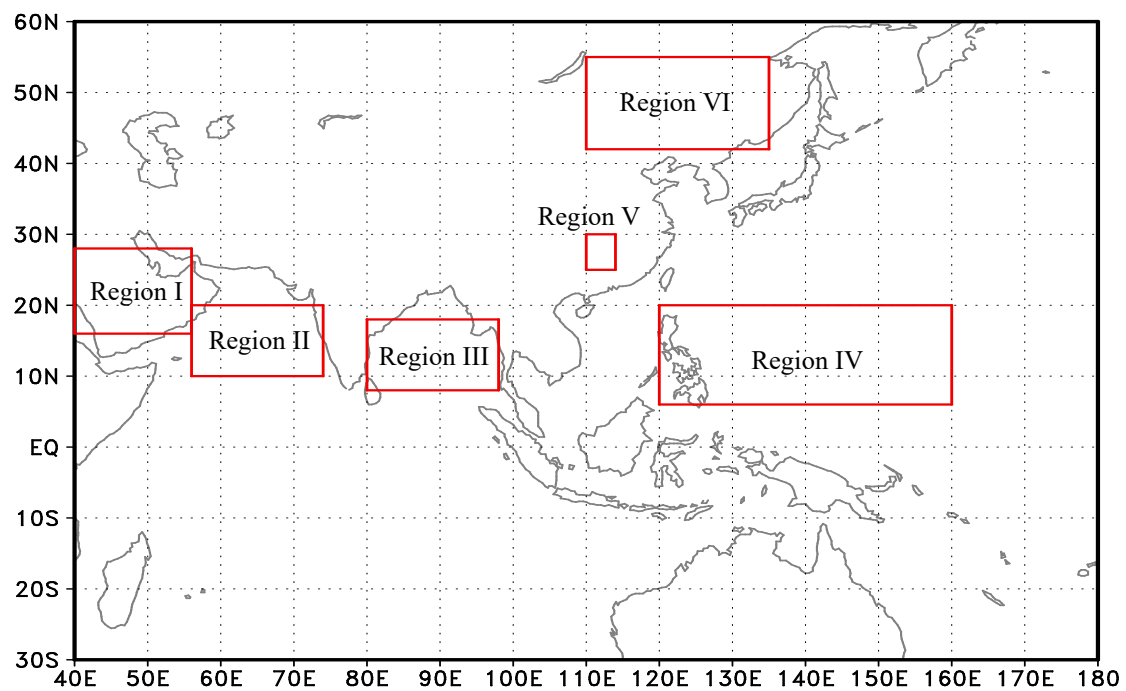 60N
50N
40N
30N
20N
10N
EQ
10S
20S
30S
Region VI
Region V
Region I
Region II
Region III
Region IV
40E 50E 60E 70E 80E 90E 100E 110E 120E 130E 140E 150E 160E 170E 180